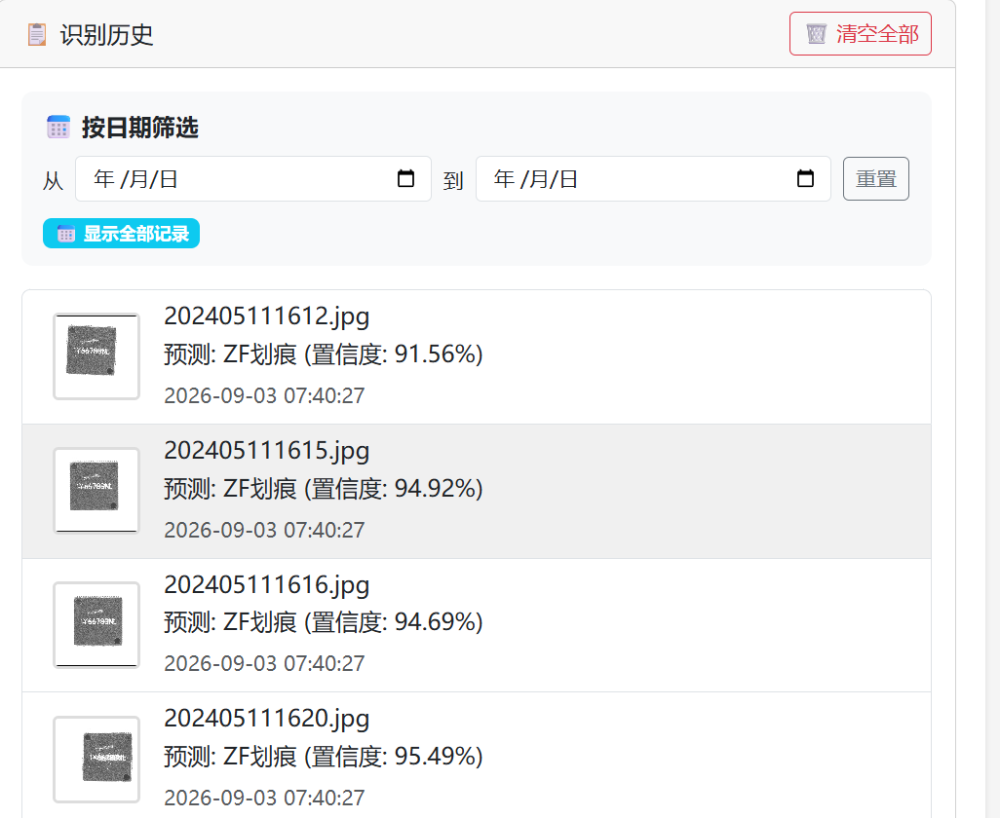 识别历史
清空全部
按日期筛选
从 年 /月/日 到 年 /月/日 重置
显示全部记录
202405111612.jpg
预测: ZF划痕 (置信度: 91.56%)
2026-09-03 07:40:27
202405111615.jpg
预测: ZF划痕 (置信度: 94.92%)
2026-09-03 07:40:27
202405111616.jpg
预测: ZF划痕 (置信度: 94.69%)
2026-09-03 07:40:27
202405111620.jpg
预测: ZF划痕 (置信度: 95.49%)
2026-09-03 07:40:27